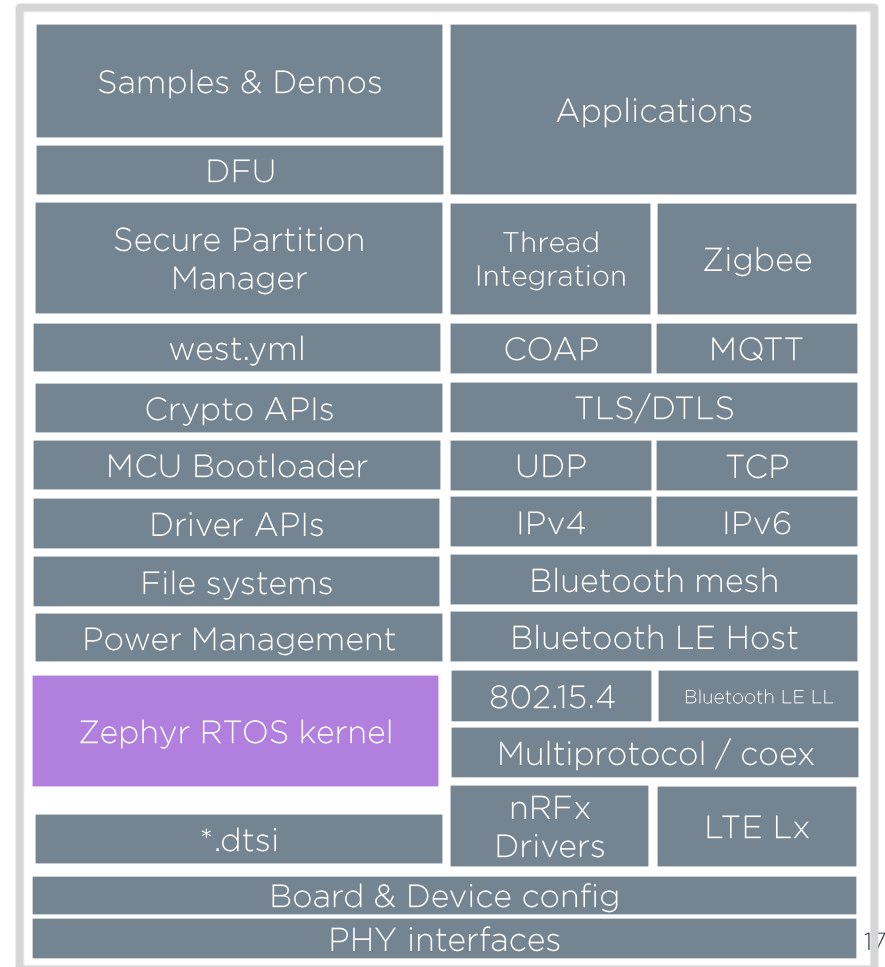 Samples & Demos
Applications
DFU
Secure Partition
Manager
Thread
Integration
Zigbee
west.yml
COAP
MQTT
Crypto APIs
TLS/DTLS
MCU Bootloader
UDP
TCP
Driver APIs
IPv4
IPv6
File systems
Bluetooth mesh
Power Management
Bluetooth LE Host
Zephyr RTOS kernel
802.15.4
Bluetooth LE LL
Multiprotocol / coex
*.dtsi
nRFx
Drivers
LTE Lx
Board & Device config
PHY interfaces
17